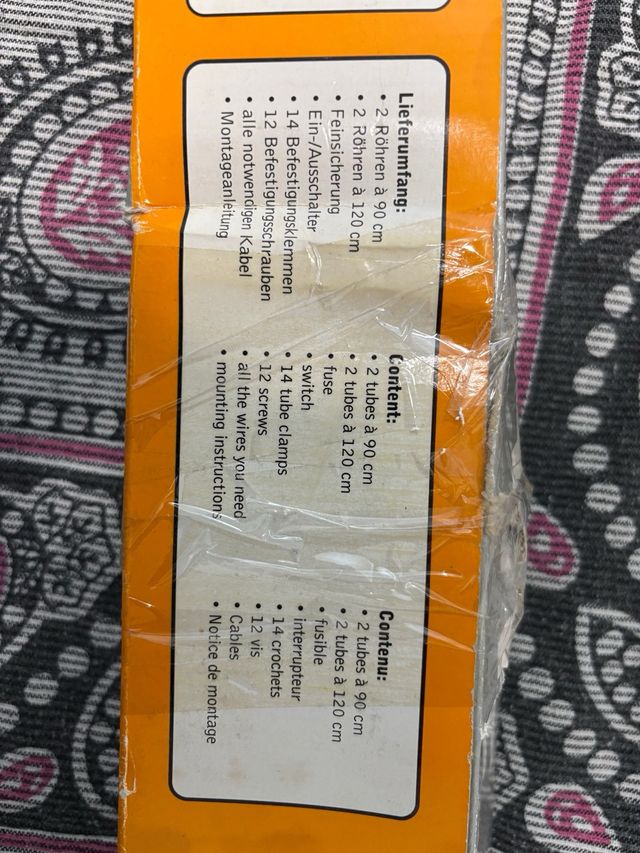 Lieferumfang:
• 2 Röhren à 90 cm
• 2 Röhren à 120 cm
• Feinsicherung
• Ein-/Ausschalter
• 14 Befestigungsklemmen
• 12 Befestigungsschrauben
• alle notwendigen Kabel
• Montageanleitung
Content:
• 2 tubes à 90 cm
• 2 tubes à 120 cm
• fuse
• switch
• 14 tube clamps
• 12 screws
• all the wires you need
• mounting instructions
Contenu:
• 2 tubes à 90 cm
• 2 tubes à 120 cm
• fusible
• interrupteur
• 14 crochets
• 12 vis
• Cables
• Notice de montage